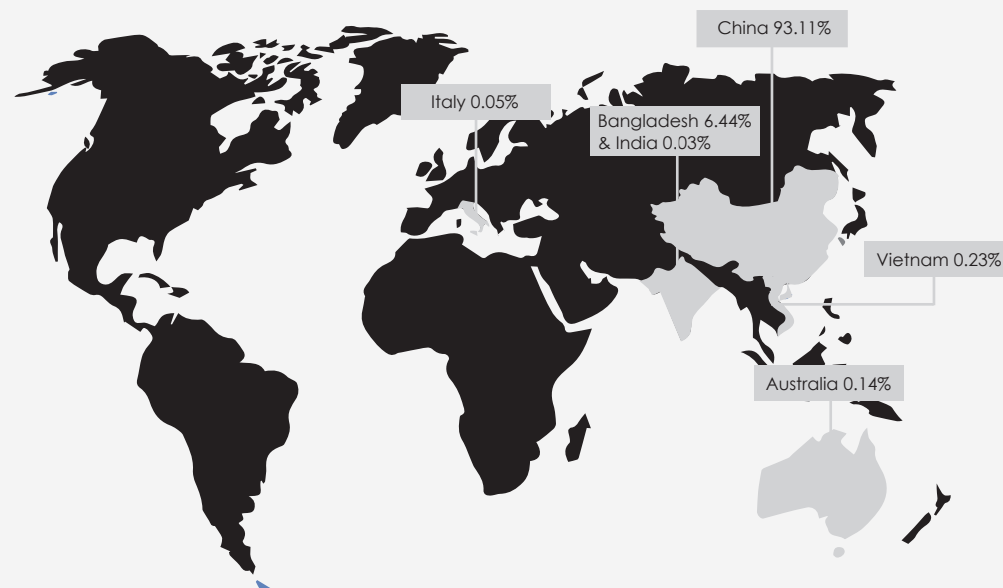 China 93.11%
Italy 0.05%
Bangladesh 6.44%
& India 0.03%
Vietnam 0.23%
Australia 0.14%